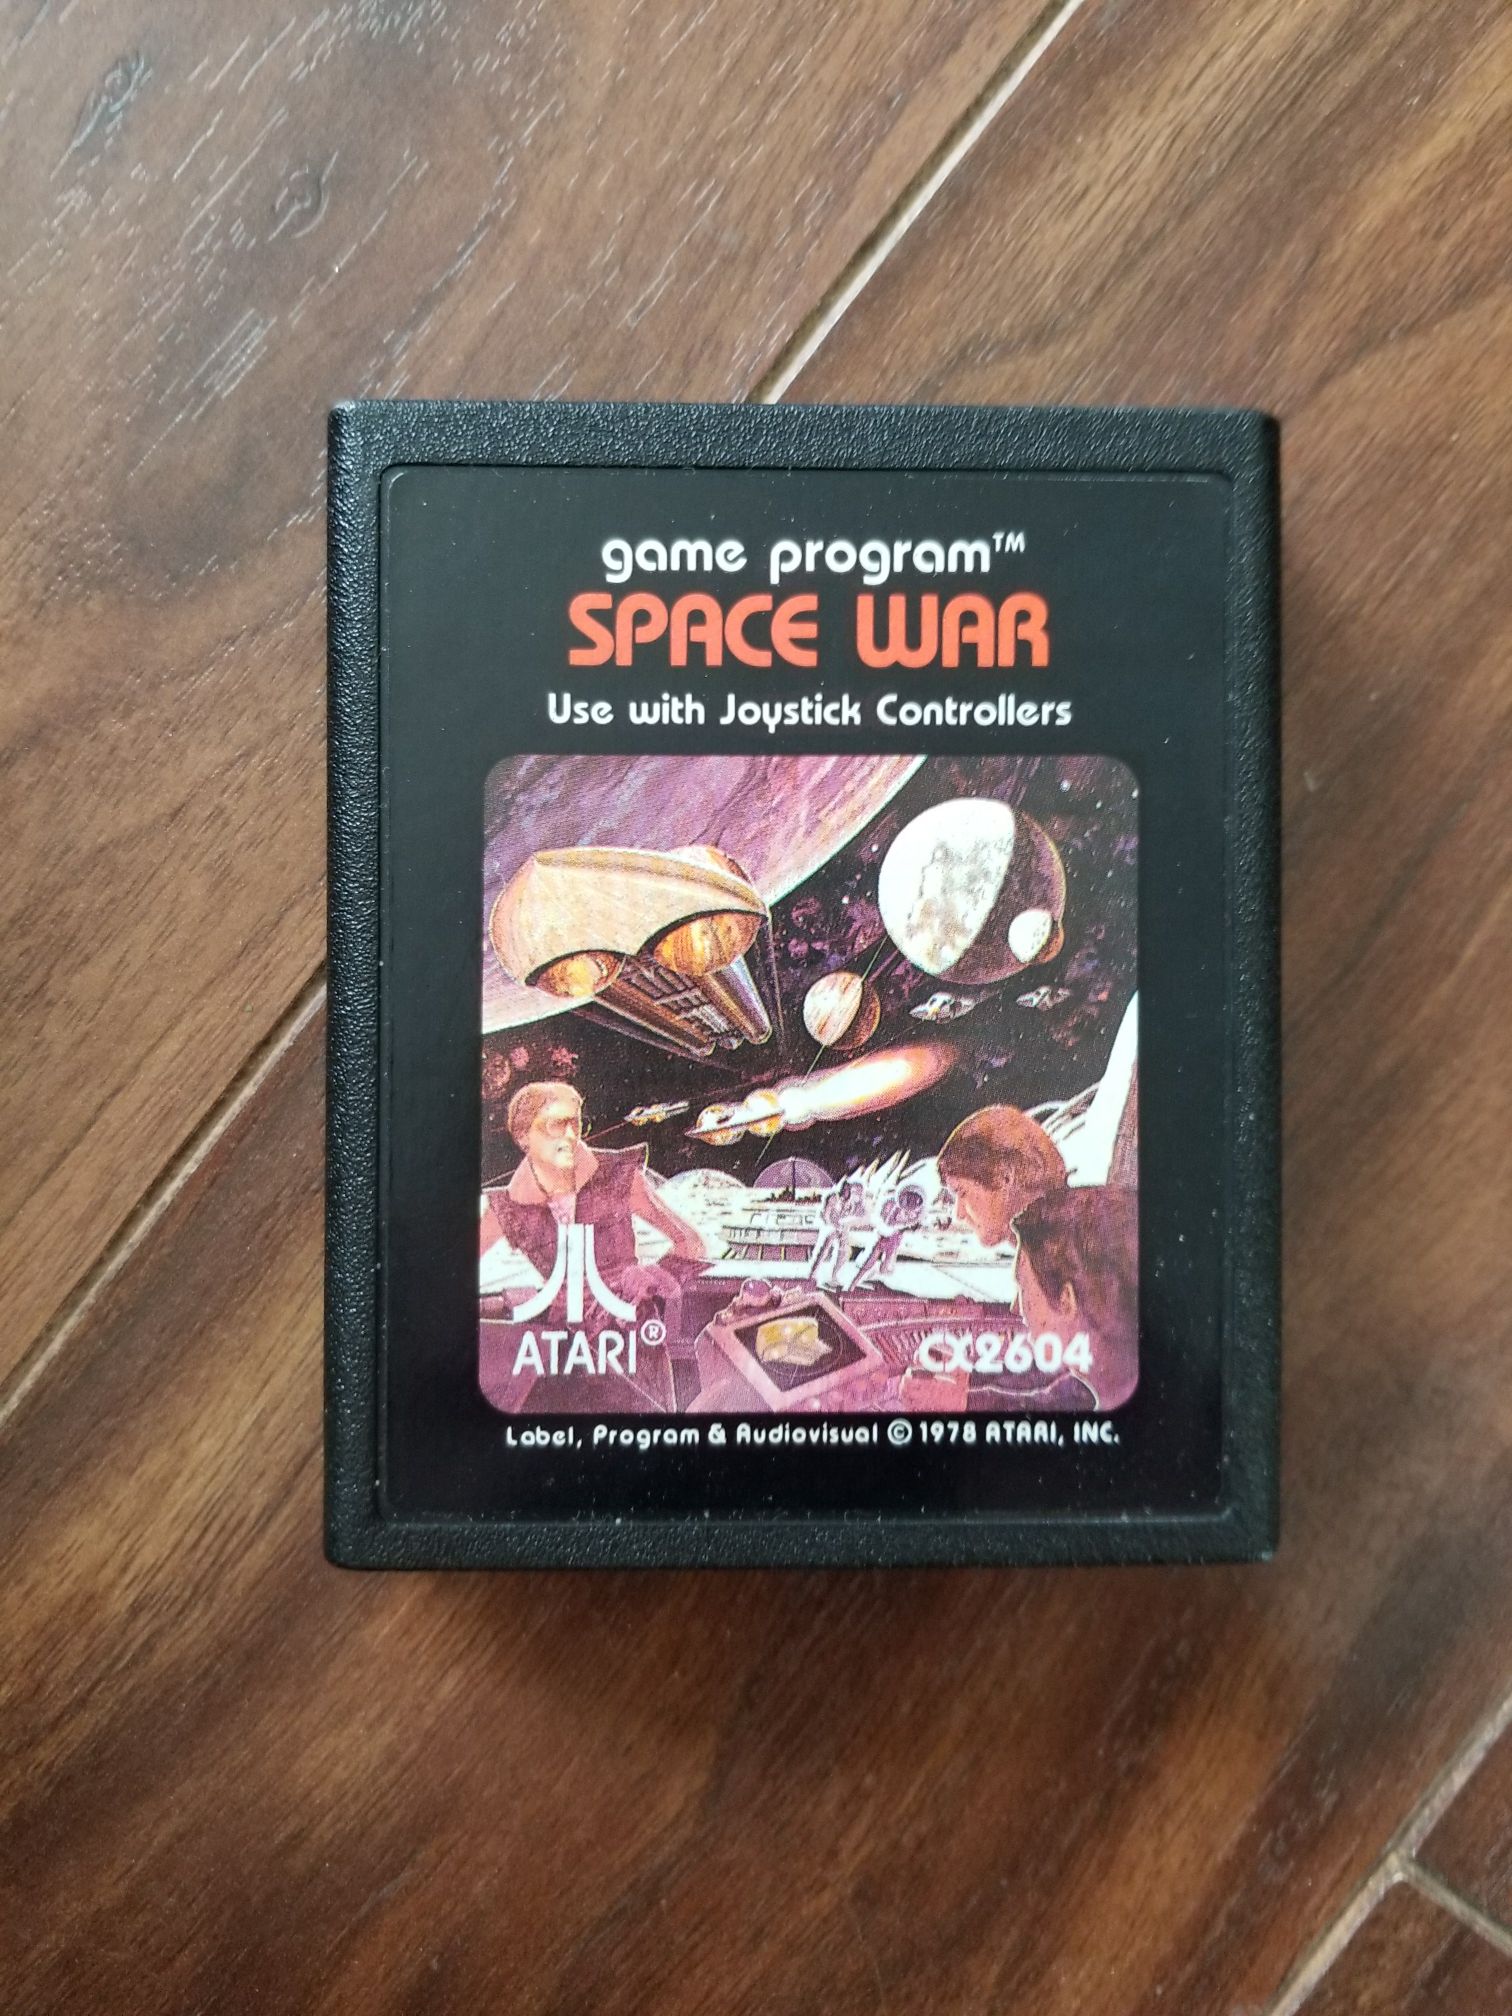 game program™
SPACE WAR
Use with Joystick Controllers
ATARI®
CX2604
Label, Program & Audiovisual © 1978 ATARI, INC.